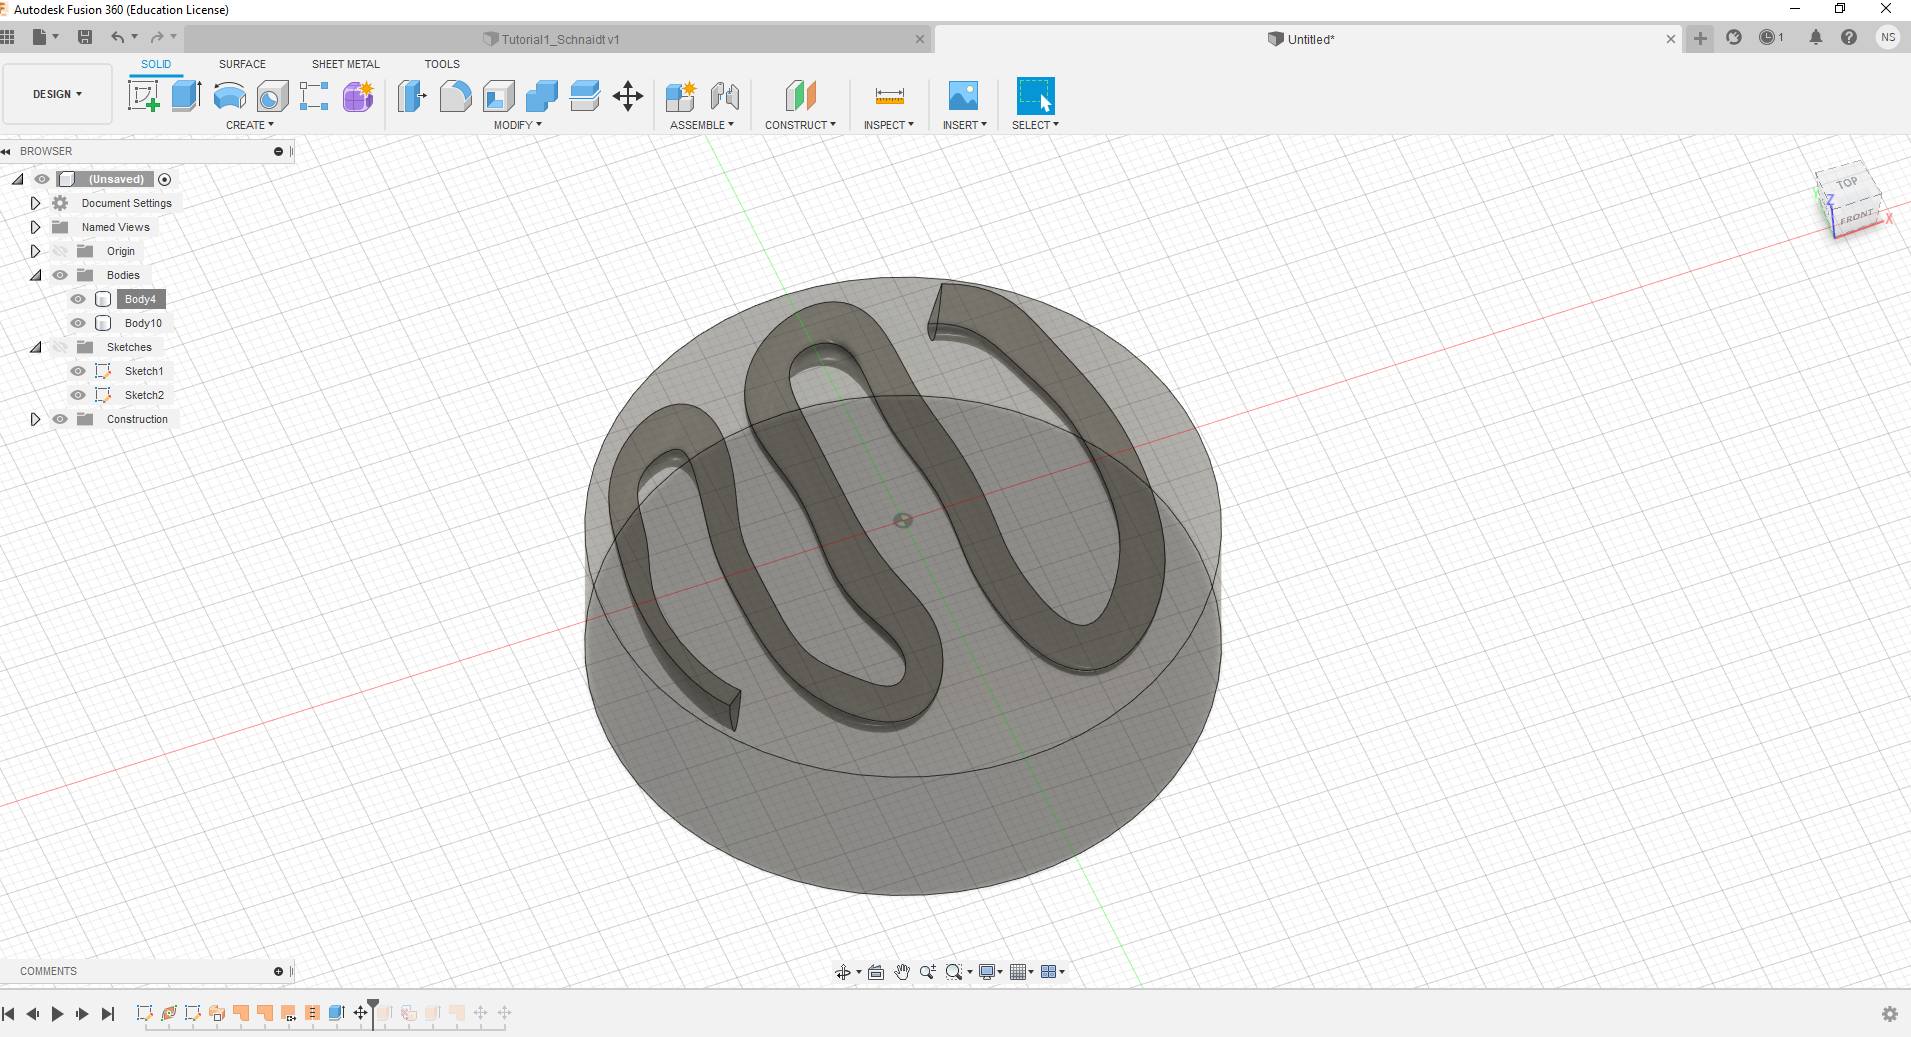 Autodesk Fusion 360 (Education License)
Tutorial1_Schnaidt v1
Untitled*
1
NS
DESIGN
SOLID
SURFACE
SHEET METAL
TOOLS
CREATE
MODIFY
ASSEMBLE
CONSTRUCT
INSPECT
INSERT
SELECT
BROWSER
(Unsaved)
Document Settings
Named Views
Origin
Bodies
Body4
Body10
Sketches
Sketch1
Sketch2
Construction
TOP
Z
FRONT
X
COMMENTS